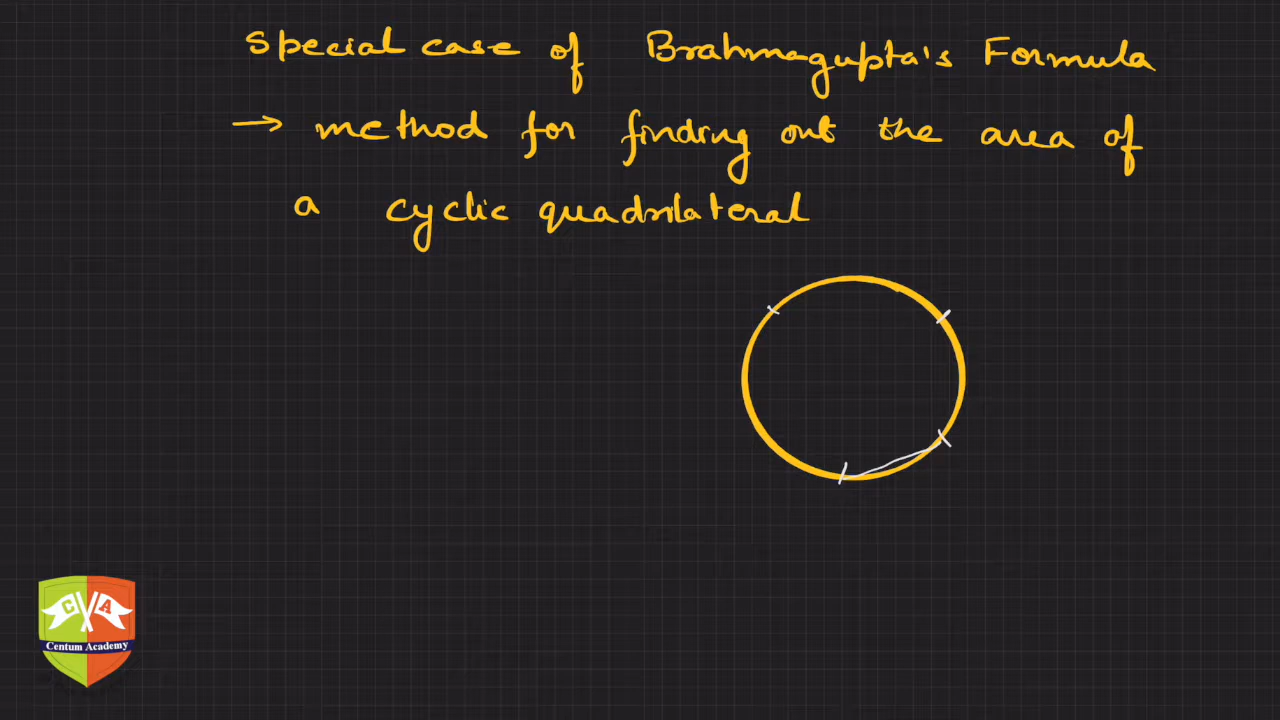 Special case of Brahmagupta's Formula
→ method for finding out the area of
a cyclic quadrilateral
C A
Centum Academy